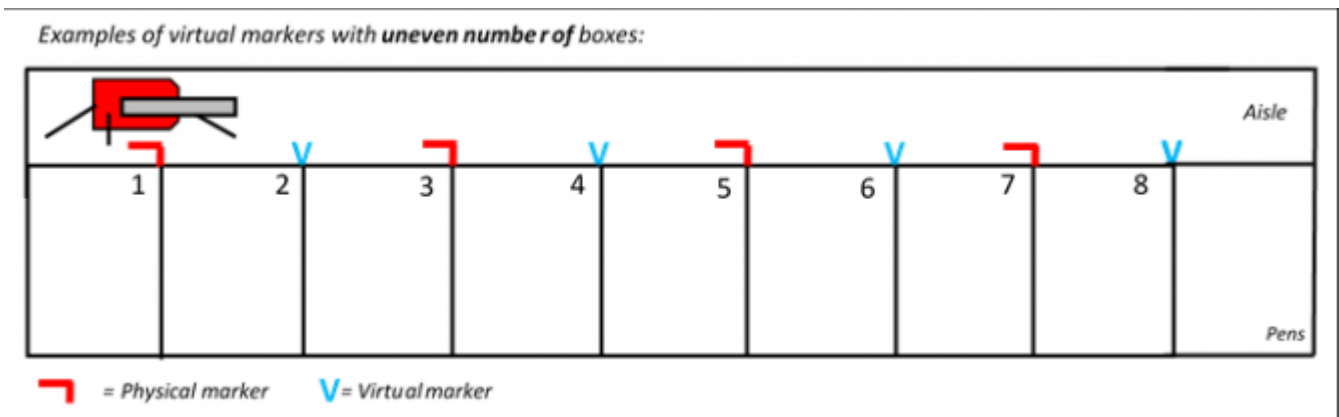 Examples of virtual markers with uneven number of boxes:
Aisle
V V V V
1 2 3 4 5 6 7 8
Pens
= Physical marker V = Virtual marker